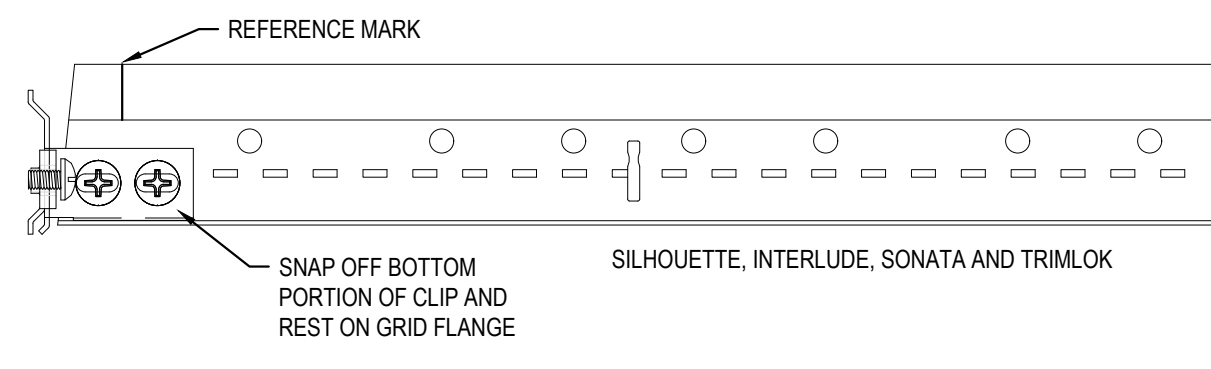 REFERENCE MARK
SILHOUETTE, INTERLUDE, SONATA AND TRIMLOK
SNAP OFF BOTTOM
PORTION OF CLIP AND
REST ON GRID FLANGE